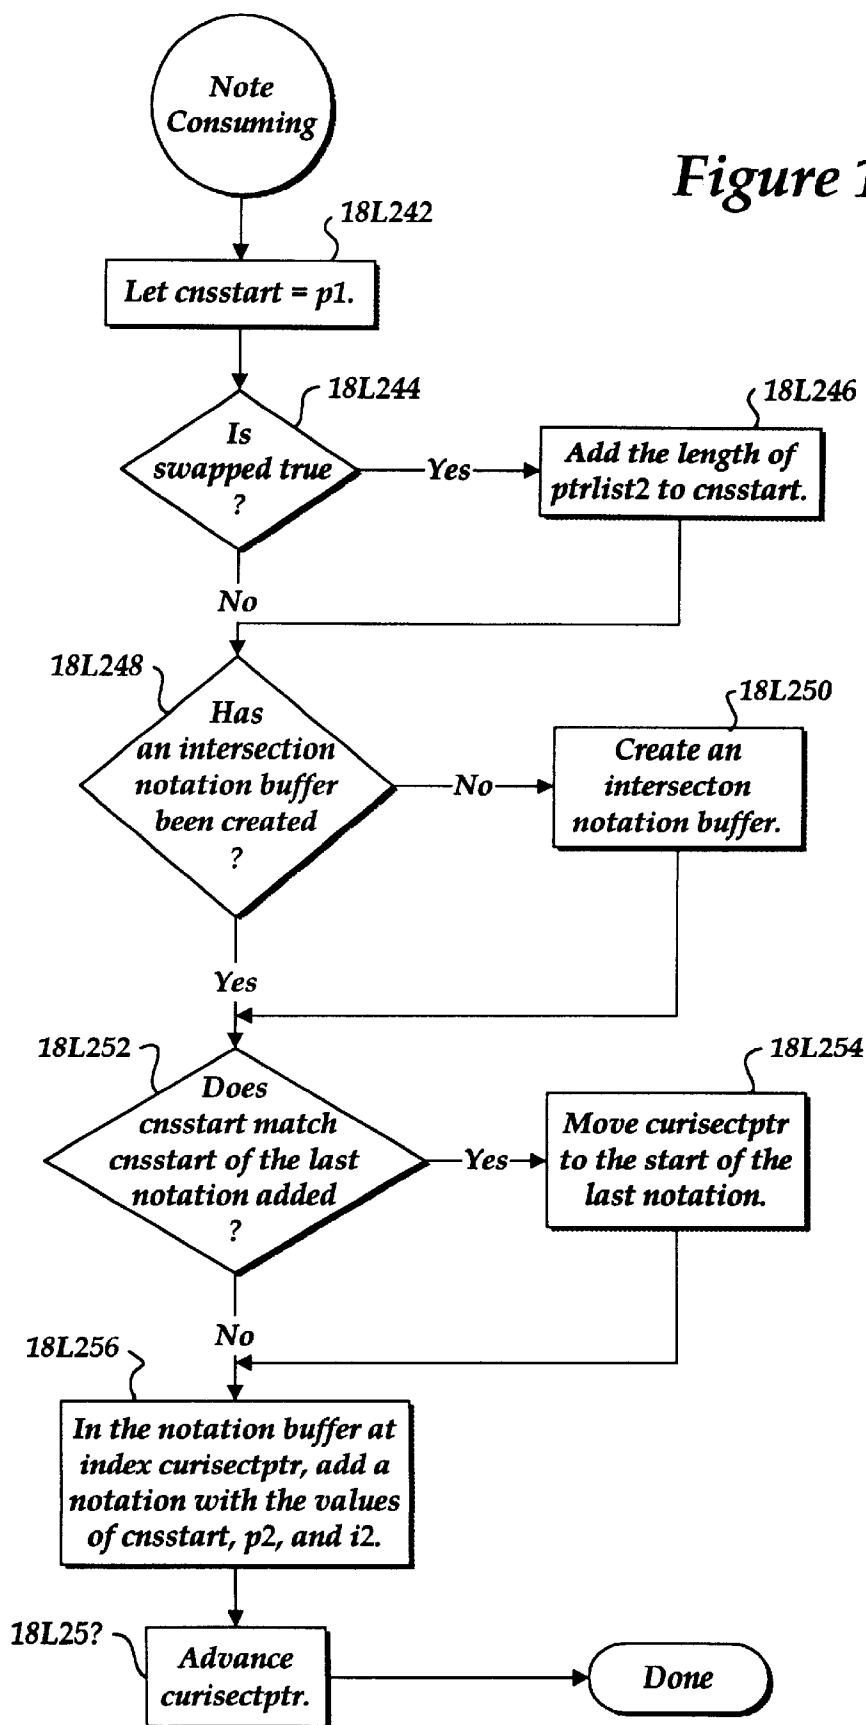 Note
Consuming
Figure 1
18L242
Let cnsstart = p1.
18L244
Is
swapped true
?
Yes
18L246
Add the length of
ptrlist2 to cnsstart.
No
18L248
Has
an intersection
notation buffer
been created
?
No
18L250
Create an
intersecton
notation buffer.
Yes
18L252
Does
cnsstart match
cnsstart of the last
notation added
?
Yes
18L254
Move curisectptr
to the start of the
last notation.
No
18L256
In the notation buffer at
index curisectptr, add a
notation with the values
of cnsstart, p2, and i2.
18L25?
Advance
curisectptr.
Done